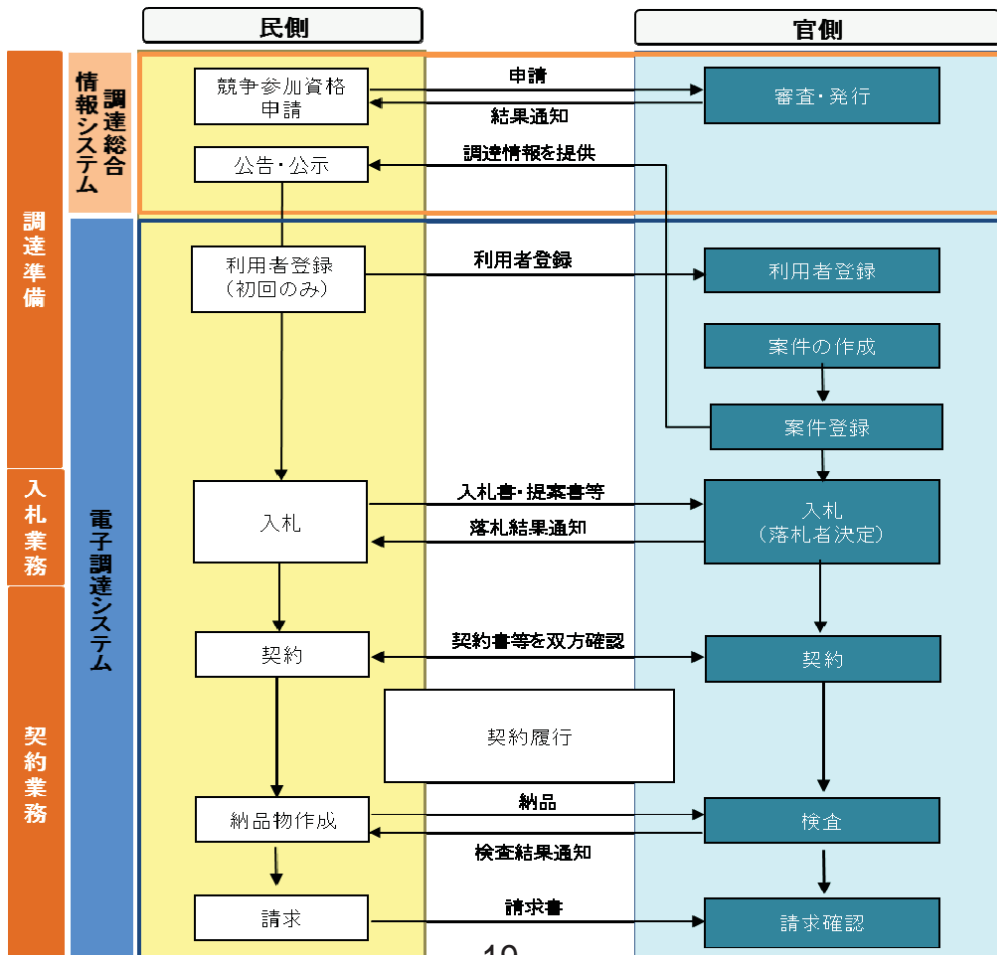 民側
官側
調達準備
入札業務
契約業務
調達総合
情報システム
電子調達システム
競争参加資格
申請
申請
結果通知
審査・発行
公告・公示
調達情報を提供
利用者登録
(初回のみ)
利用者登録
利用者登録
案件の作成
案件登録
入札
入札書・提案書等
落札結果通知
入札
(落札者決定)
契約
契約書等を双方確認
契約
契約履行
納品物作成
納品
検査結果通知
検査
請求
請求書
請求確認